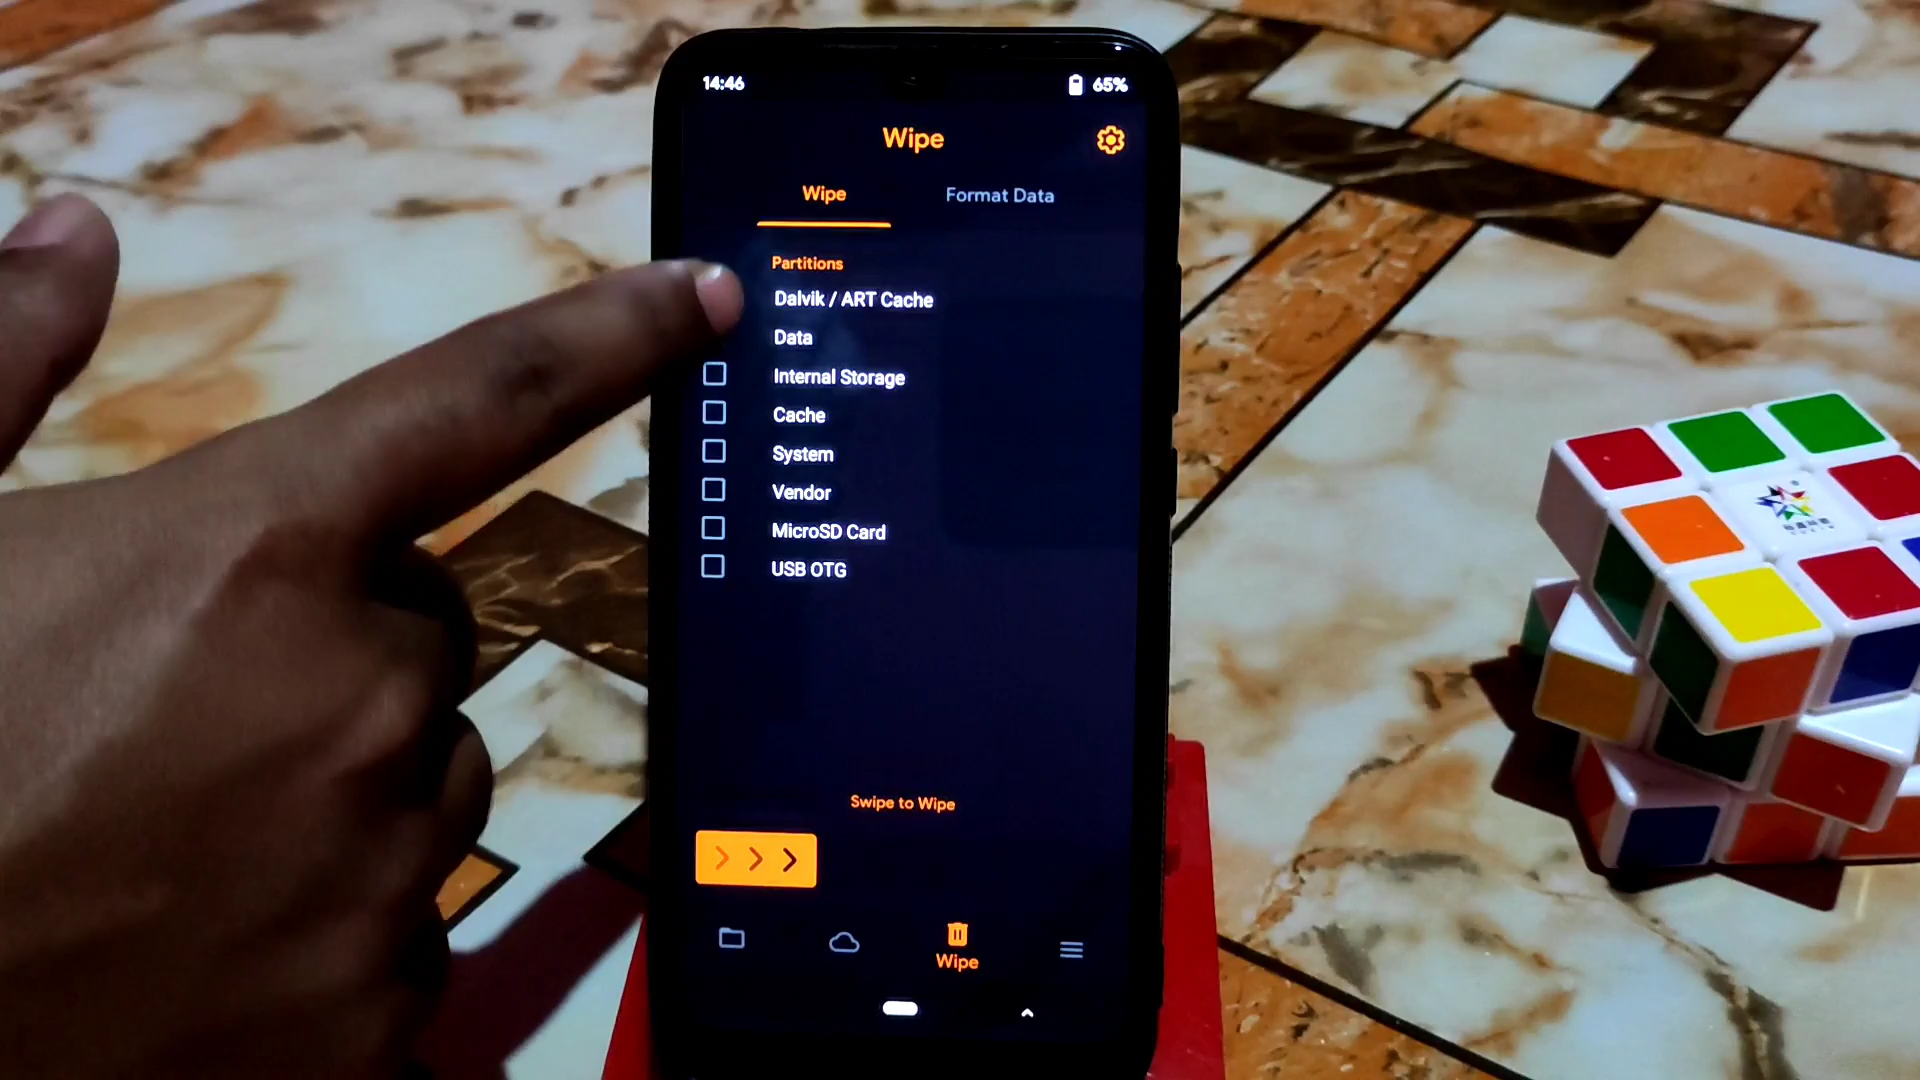 14:46
65%
Wipe
Wipe
Format Data
Partitions
Dalvik / ART Cache
Data
Internal Storage
Cache
System
Vendor
MicroSD Card
USB OTG
Swipe to Wipe
Wipe